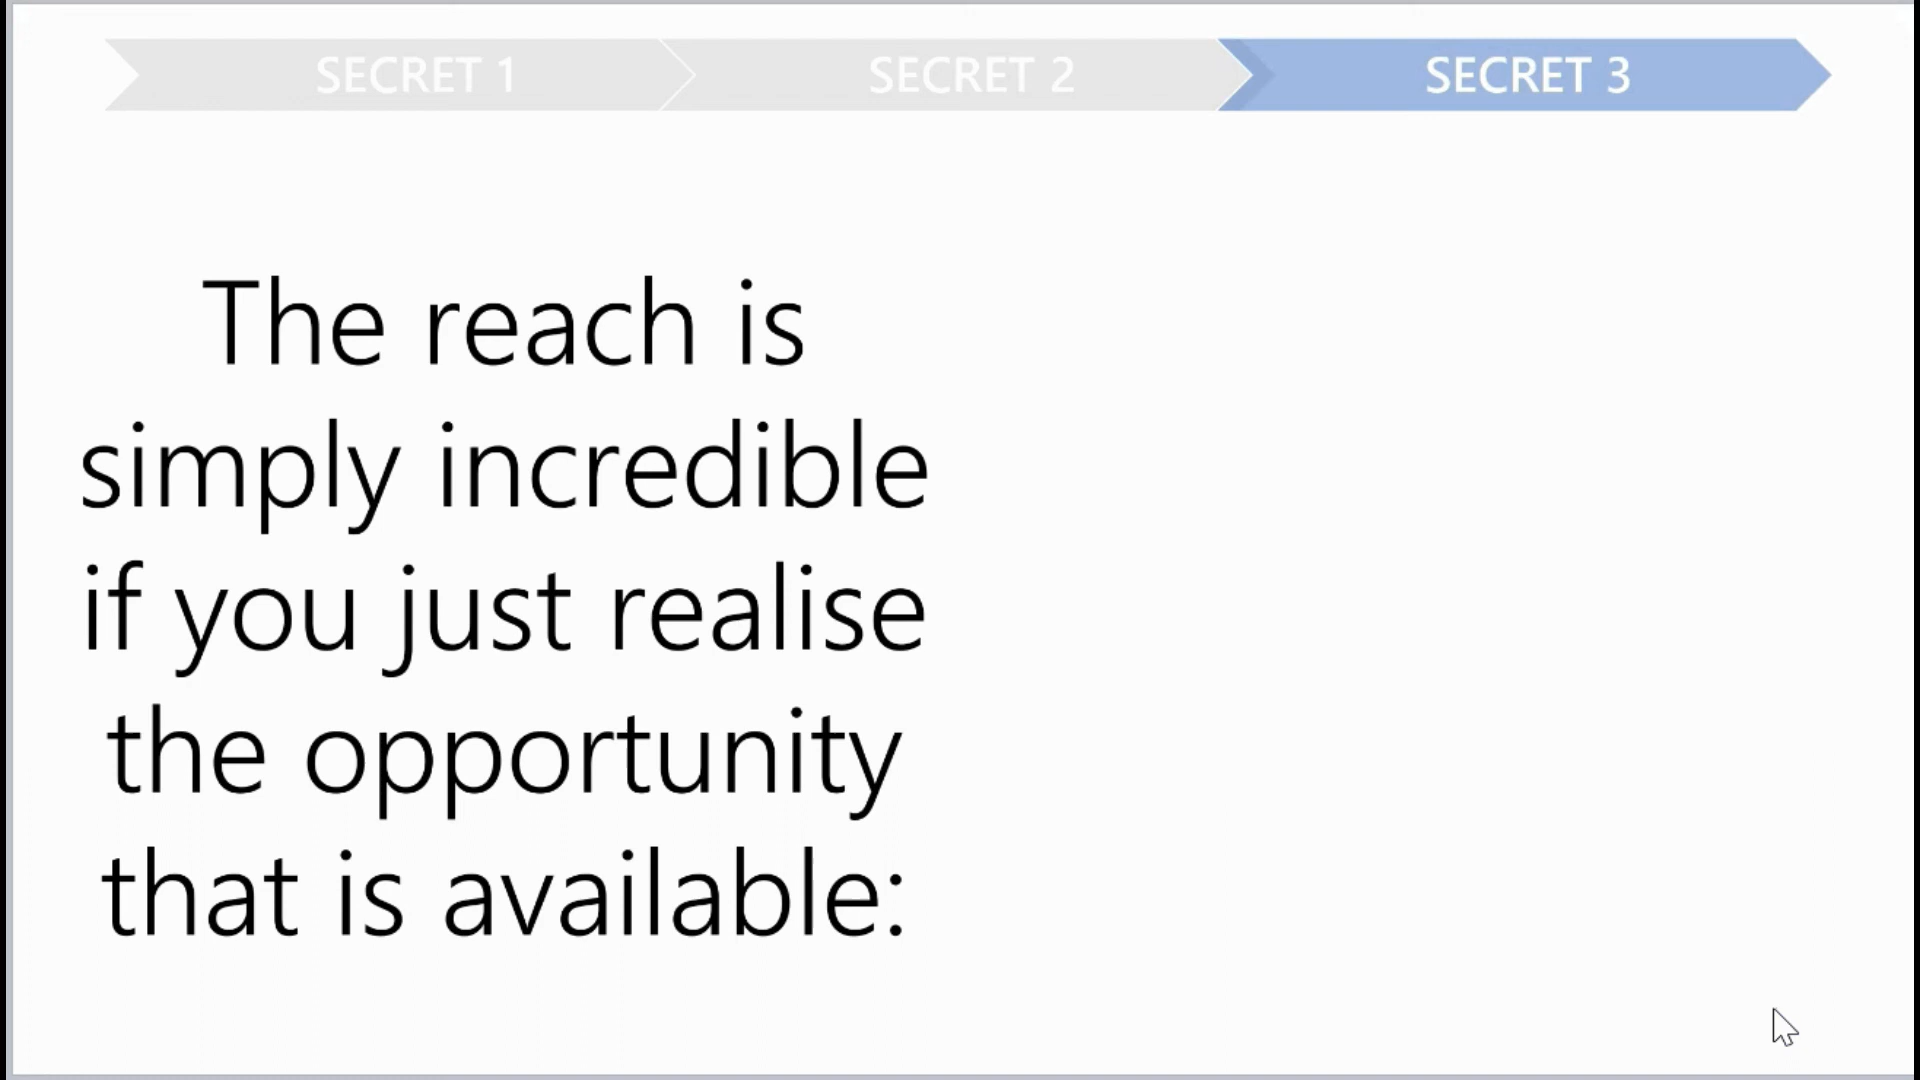 SECRET 1 SECRET 2 SECRET 3
The reach is
simply incredible
if you just realise
the opportunity
that is available: